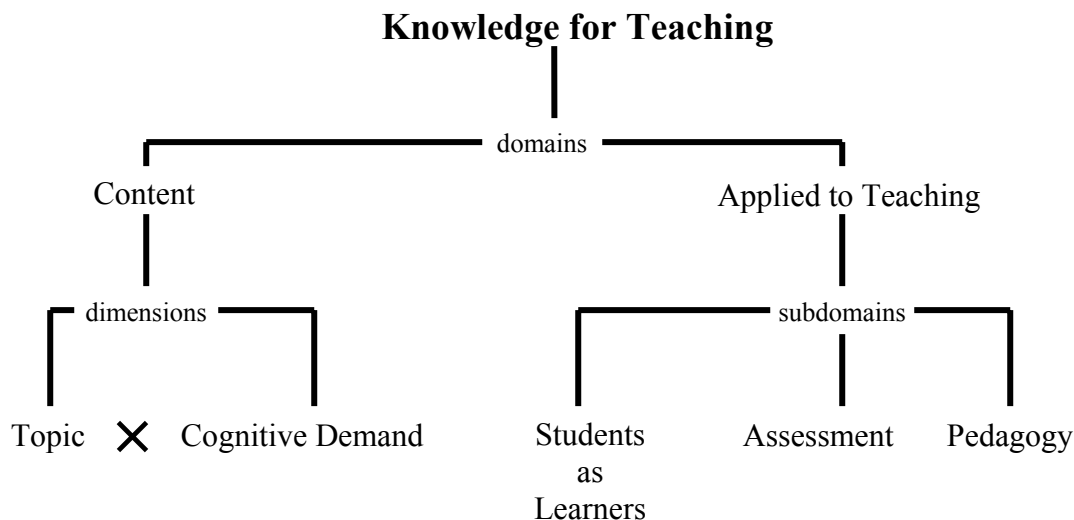 Knowledge for Teaching
domains
Content
Applied to Teaching
dimensions
subdomains
Topic × Cognitive Demand
Students
as
Learners
Assessment
Pedagogy